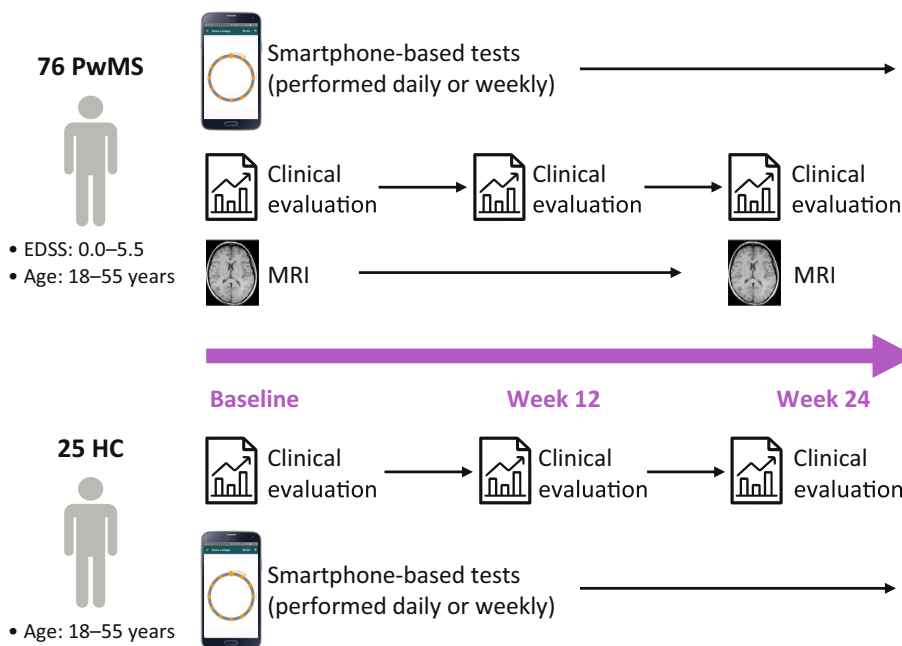 76 PwMS
• EDSS: 0.0–5.5
• Age: 18–55 years
Smartphone-based tests
(performed daily or weekly)
Clinical
evaluation
Clinical
evaluation
Clinical
evaluation
MRI
MRI
Baseline
Week 12
Week 24
25 HC
• Age: 18–55 years
Clinical
evaluation
Clinical
evaluation
Clinical
evaluation
Smartphone-based tests
(performed daily or weekly)